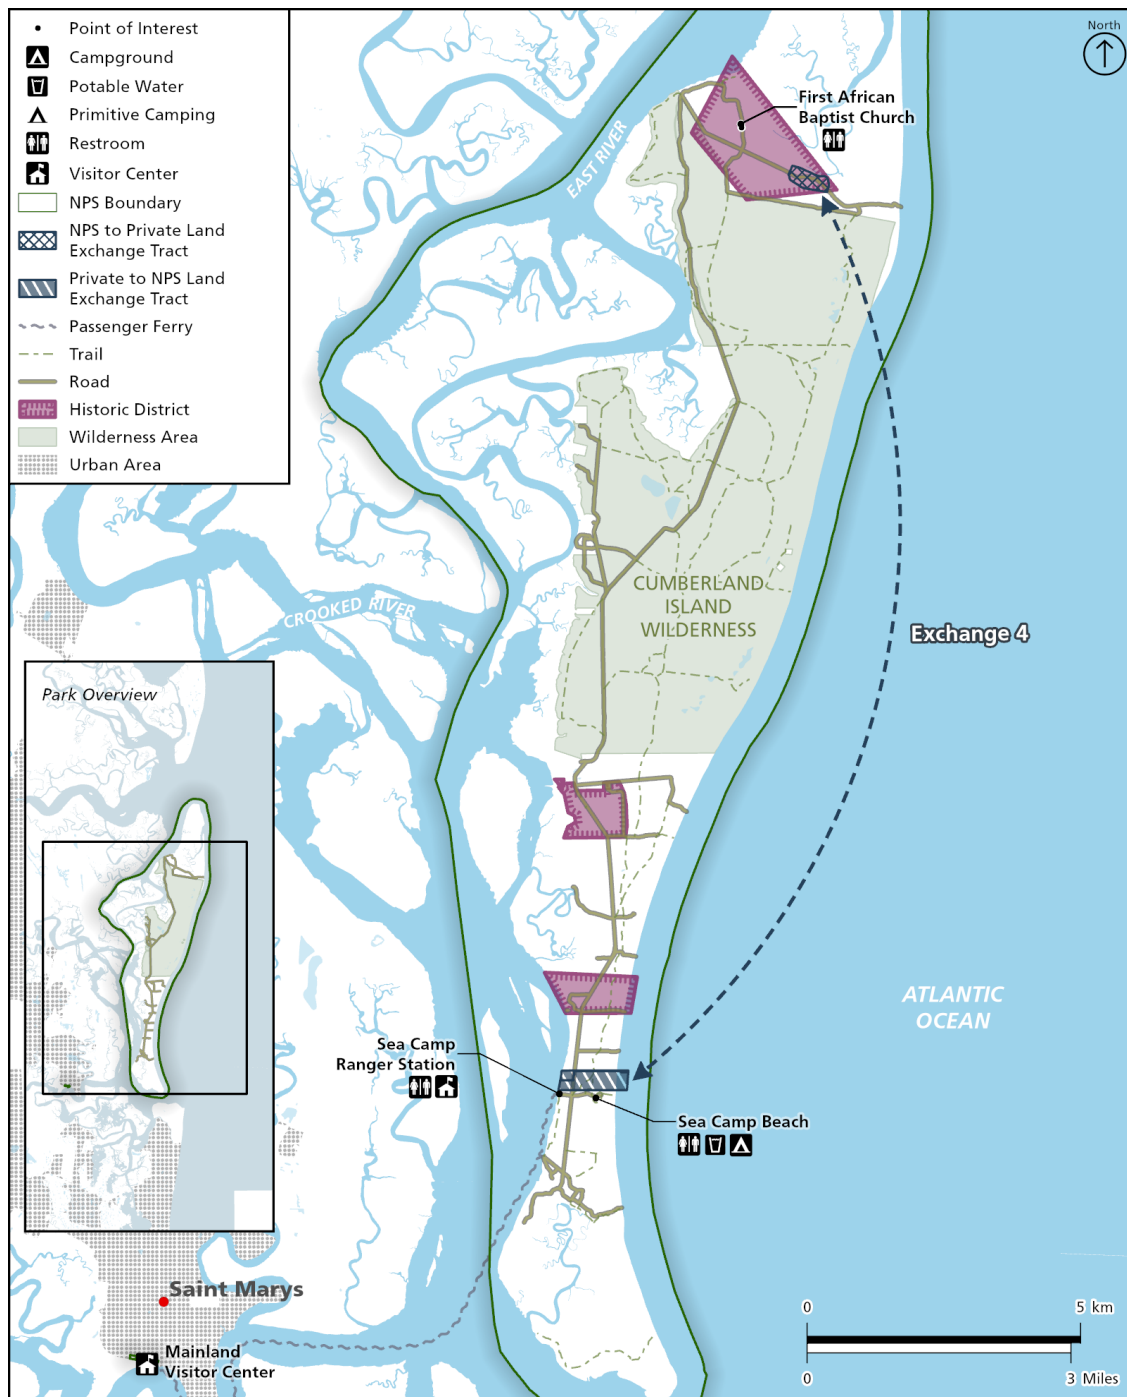 Point of Interest
Campground
Potable Water
Primitive Camping
Restroom
Visitor Center
NPS Boundary
NPS to Private Land
Exchange Tract
Private to NPS Land
Exchange Tract
Passenger Ferry
Trail
Road
Historic District
Wilderness Area
Urban Area
North
First African
Baptist Church
EAST RIVER
CROOKED RIVER
CUMBERLAND
ISLAND
WILDERNESS
Exchange 4
Park Overview
ATLANTIC
OCEAN
Sea Camp
Ranger Station
Sea Camp Beach
Saint Marys
Mainland
Visitor Center
0 5 km
0 3 Miles